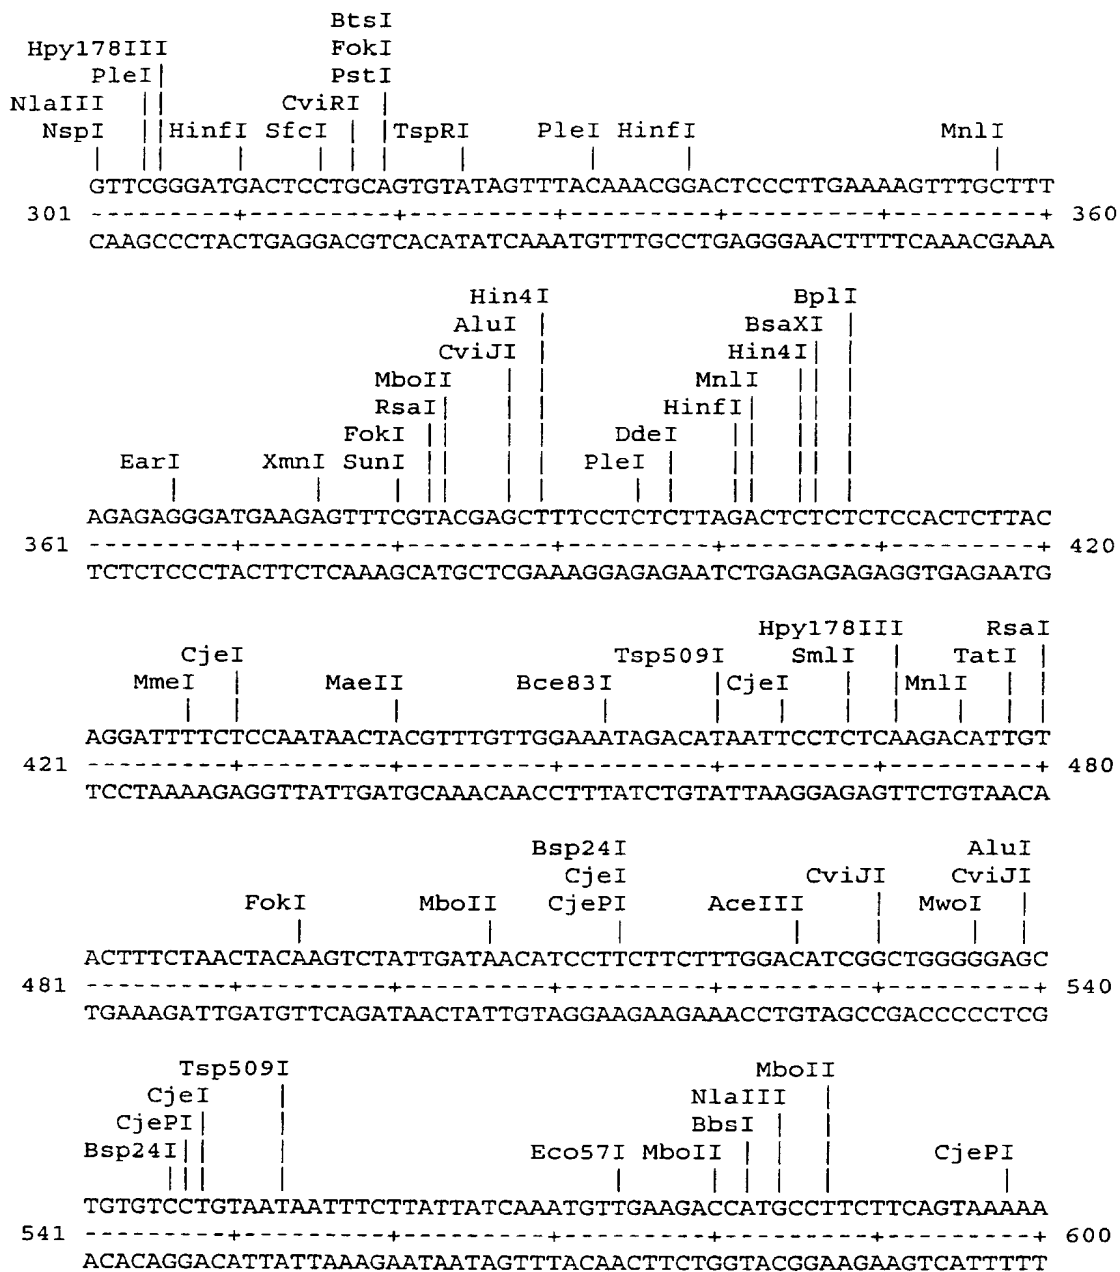 BtsI
Hpy178III FokI
PleI| PstI
NlaIII || CviRI |
NspI ||HinfI SfcI | |TspRI PleI HinfI MnlI
| || | | | | | | | |
GTTCGGGATGACTCCTGCAGTGTATAGTTTACAAACGGACTCCCTTGAAAAGTTTGCTTT
301 ---------+---------+---------+---------+---------+---------+ 360
CAAGCCCTACTGAGGACGTCACATATCAAATGTTTGCCTGAGGGAACTTTTCAAACGAAA
Hin4I BplI
AluI | BsaXI |
CviJI | Hin4I| |
MboII || MnlI || |
RsaI| || HinfI | || |
FokI || || DdeI || || |
EarI XmnI SunI || || PleI | || || |
| | | || || | | || || |
AGAGAGGGATGAAGAGTTTCGTACGAGCTTTCCTCTCTTAGACTCTCTCTCCACTCTTAC
361 ---------+---------+---------+---------+---------+---------+ 420
TCTCTCCCTACTTCTCAAAGCATGCTCGAAAGGAGAGAATCTGAGAGAGAGGTGAGAATG
Hpy178III RsaI
CjeI Tsp509I SmlI | TatI |
MmeI | MaeII Bce83I | CjeI | | MnlI | |
| | | | | | | | | | |
AGGATTTTCTCCAATAACTACGTTTGTTGGAAATAGACATAATTCCTCTCAAGACATTGT
421 ---------+---------+---------+---------+---------+---------+ 480
TCCTAAAAGAGGTTATTGATGCAAACAACCTTTATCTGTATTAAGGAGAGTTCTGTAACA
Bsp24I AluI
CjeI CviJI CviJI
FokI MboII CjePI AceIII | MwoI |
| | | | | | |
ACTTTCTAACTACAAGTCTATTGATAACATCCTTCTTCTTTGGACATCGGCTGGGGGAGC
481 ---------+---------+---------+---------+---------+---------+ 540
TGAAAGATTGATGTTCAGATAACTATTGTAGGAAGAAGAAACCTGTAGCCGACCCCCTCG
Tsp509I MboII
CjeI | NlaIII |
CjePI| | BbsI | |
Bsp24I|| | Eco57I MboII | | | CjePI
||| | | | | | | |
TGTGTCCTGTAATAATTTCTTATTATCAAATGTTGAAGACCATGCCTTCTTCAGTAAAAA
541 ---------+---------+---------+---------+---------+---------+ 600
ACACAGGACATTATTAAAGAATAATAGTTTACAACTTCTGGTACGGAAGAAGTCATTTTT